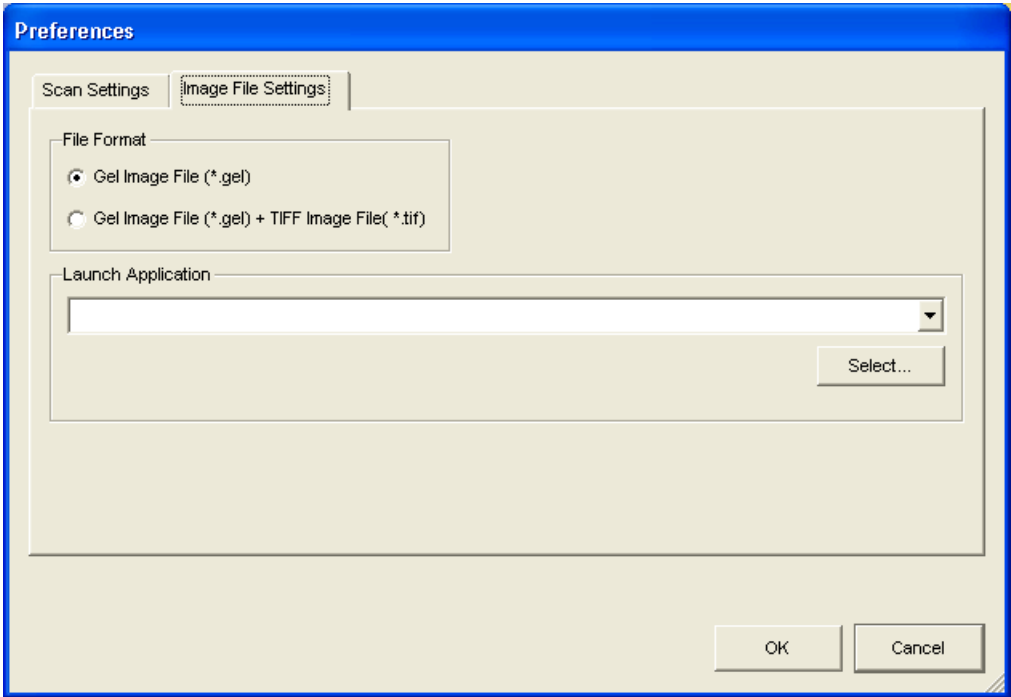 Preferences
Scan Settings
Image File Settings
File Format
Gel Image File (*.gel)
Gel Image File (*.gel) + TIFF Image File( *.tif)
Launch Application
Select...
OK
Cancel